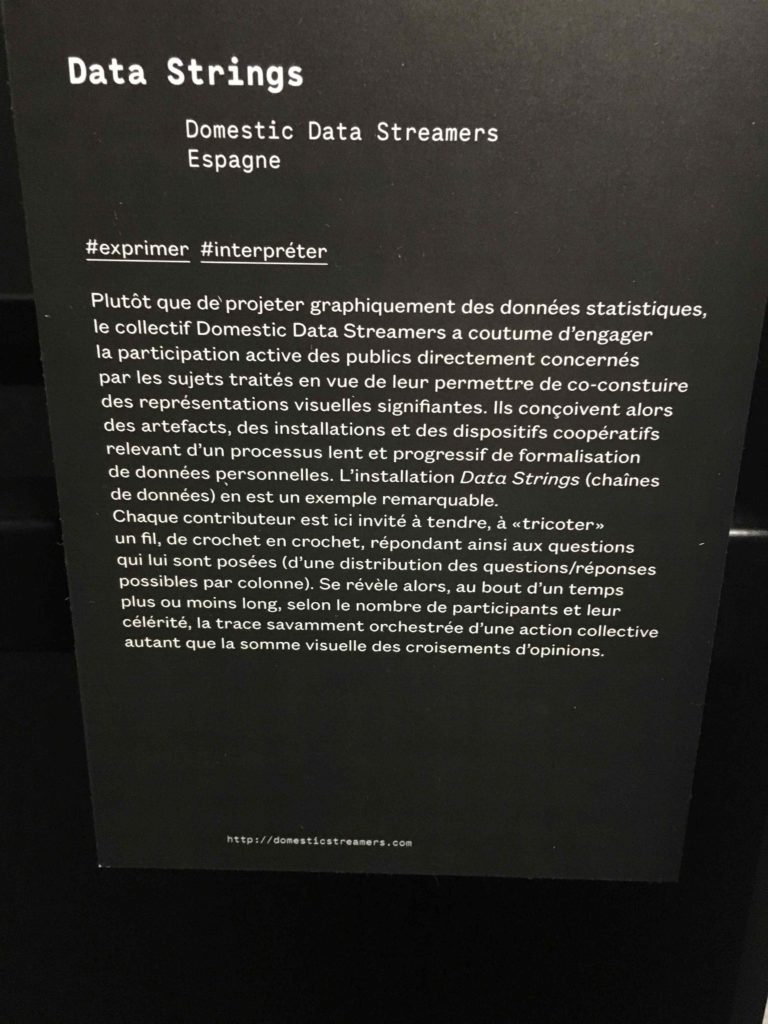 Data Strings
Domestic Data Streamers
Espagne
#exprimer #interpréter
Plutôt que de projeter graphiquement des données statistiques,
le collectif Domestic Data Streamers a coutume d’engager
la participation active des publics directement concernés
par les sujets traités en vue de leur permettre de co-constuire
des représentations visuelles signifiantes. Ils conçoivent alors
des artefacts, des installations et des dispositifs coopératifs
relevant d’un processus lent et progressif de formalisation
de données personnelles. L’installation Data Strings (chaînes
de données) en est un exemple remarquable.
Chaque contributeur est ici invité à tendre, à «tricoter»
un fil, de crochet en crochet, répondant ainsi aux questions
qui lui sont posées (d’une distribution des questions/réponses
possibles par colonne). Se révèle alors, au bout d’un temps
plus ou moins long, selon le nombre de participants et leur
célérité, la trace savamment orchestrée d’une action collective
autant que la somme visuelle des croisements d’opinions.
http://domesticstreamers.com